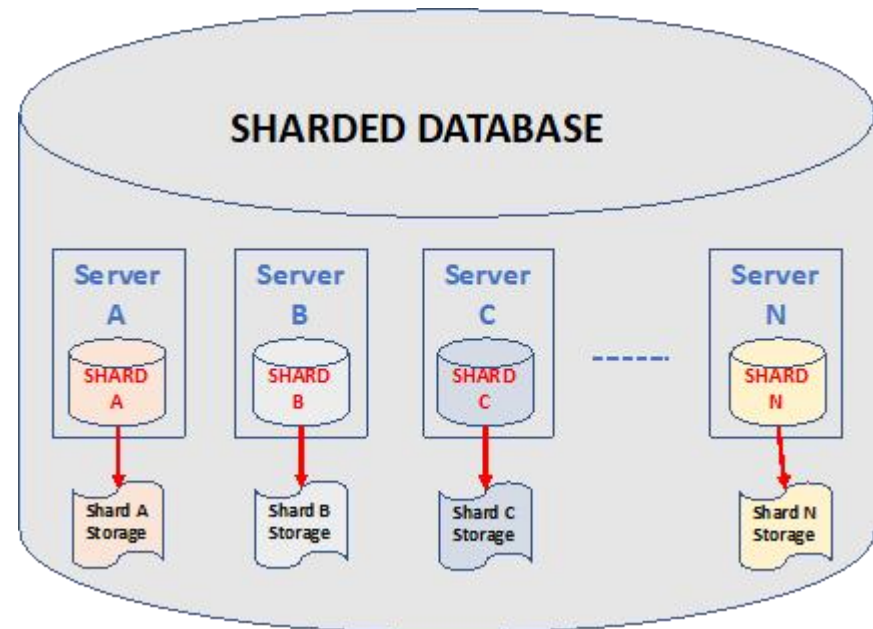 SHARDED DATABASE
Server
A
SHARD
A
Shard A
Storage
Server
B
SHARD
B
Shard B
Storage
Server
C
SHARD
C
Shard C
Storage
Server
N
SHARD
N
Shard N
Storage